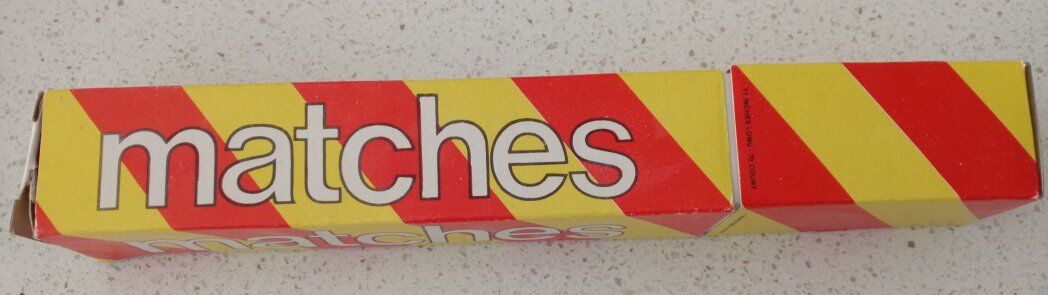 matches
matches
11 INCHES LONG · 70 COUNT